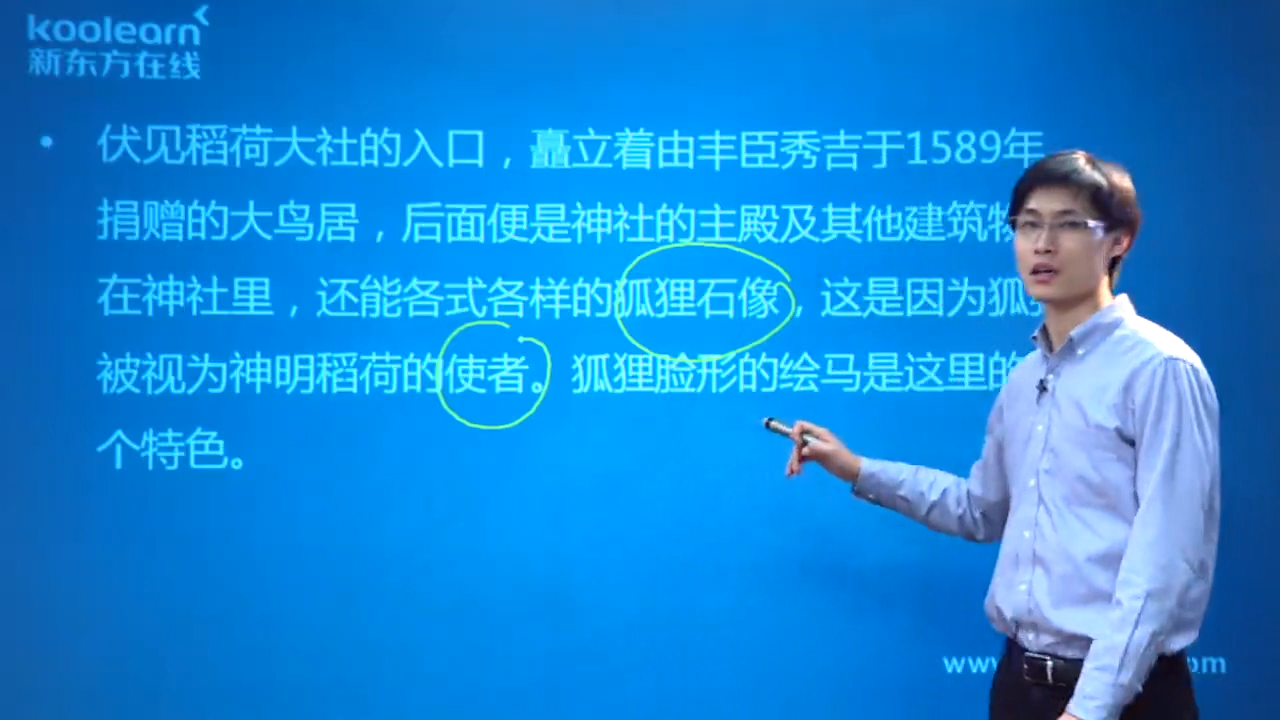 koolearn
新东方在线
• 伏见稻荷大社的入口，矗立着由丰臣秀吉于1589年
捐赠的大鸟居，后面便是神社的主殿及其他建筑物
在神社里，还能各式各样的狐狸石像，这是因为狐
被视为神明稻荷的使者。狐狸脸形的绘马是这里的
个特色。